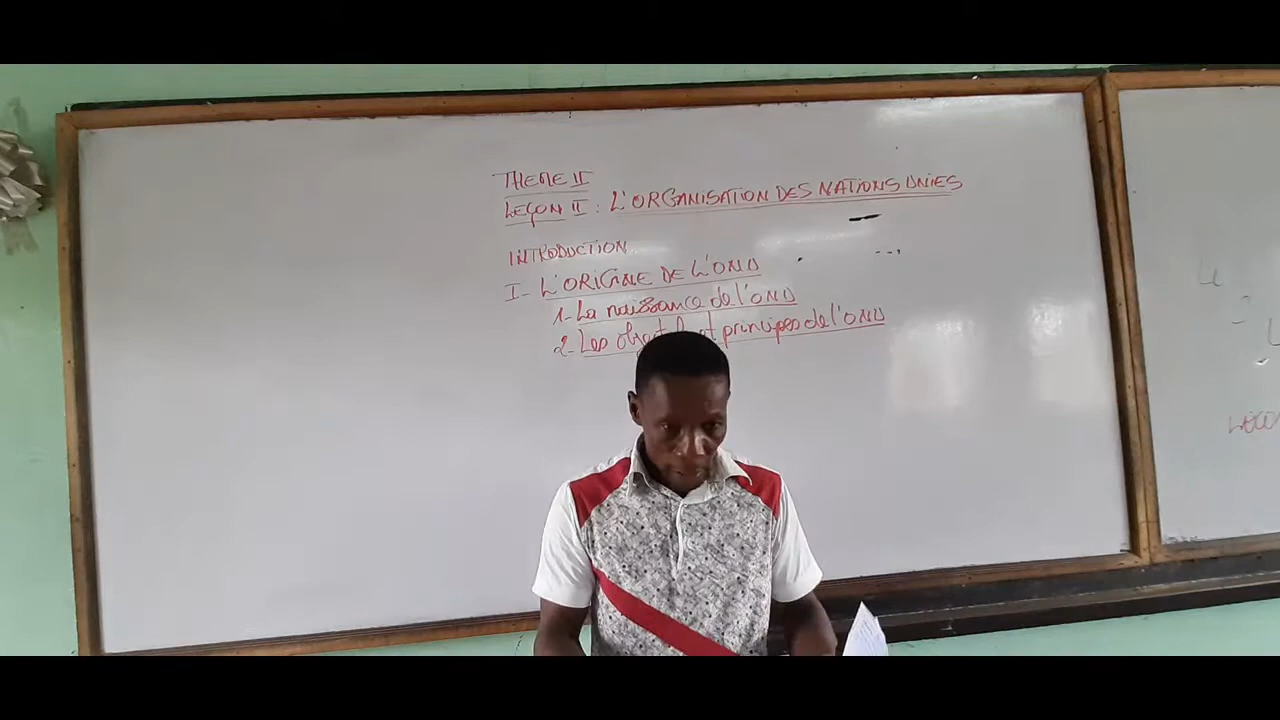 THEME II
LEÇON II : L'ORGANISATION DES NATIONS UNIES
INTRODUCTION
I- L'ORIGINE DE L'ONU
1- La naissance de l'ONU
2- Les et principes de l'ONU